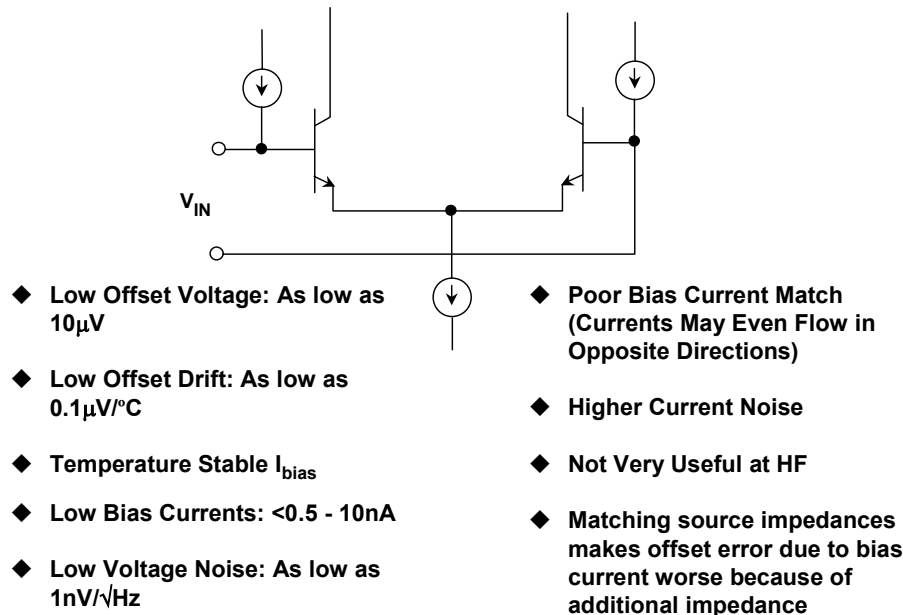 V_IN
◆ Low Offset Voltage: As low as
10µV
◆ Low Offset Drift: As low as
0.1µV/ºC
◆ Temperature Stable I_bias
◆ Low Bias Currents: <0.5 - 10nA
◆ Low Voltage Noise: As low as
1nV/√Hz
◆ Poor Bias Current Match
(Currents May Even Flow in
Opposite Directions)
◆ Higher Current Noise
◆ Not Very Useful at HF
◆ Matching source impedances
makes offset error due to bias
current worse because of
additional impedance